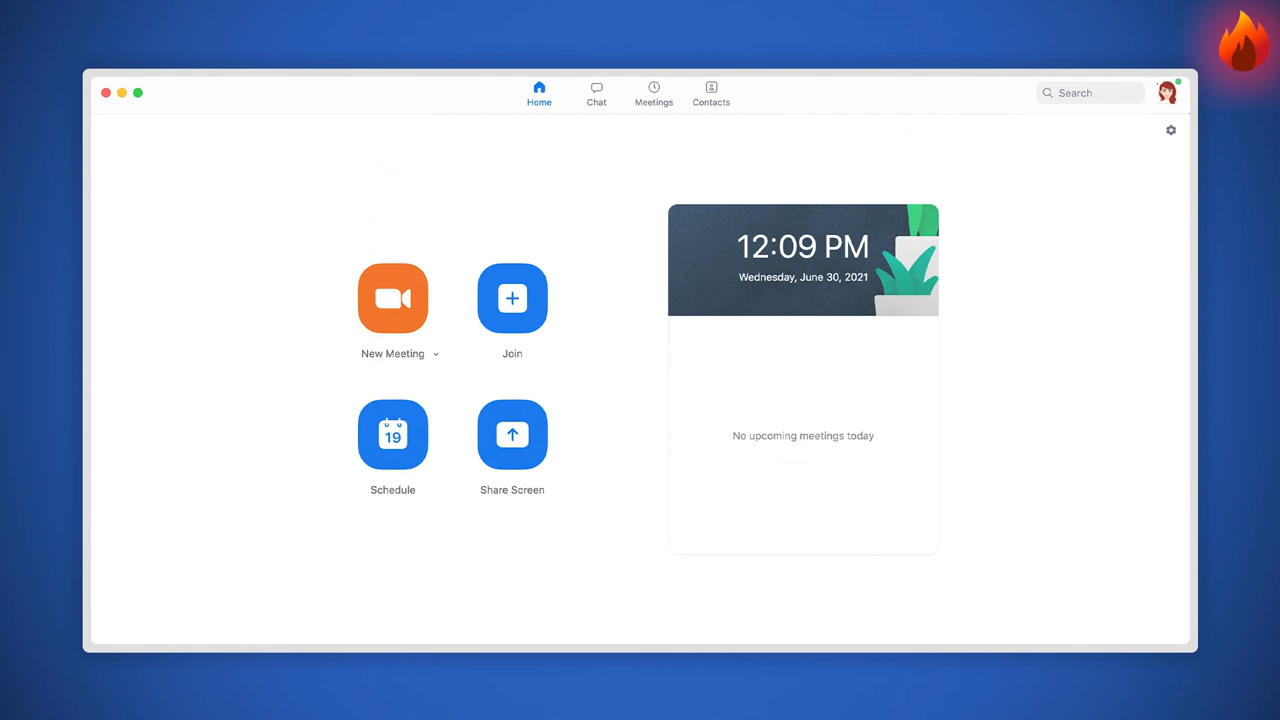 Home
Chat
Meetings
Contacts
Search
12:09 PM
Wednesday, June 30, 2021
New Meeting
Join
19
Schedule
Share Screen
No upcoming meetings today